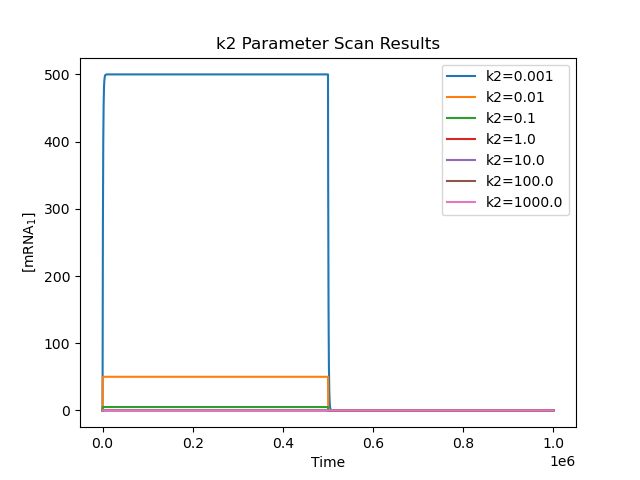 k2 Parameter Scan Results
[mRNA₁]
500
400
300
200
100
0
k2=0.001
k2=0.01
k2=0.1
k2=1.0
k2=10.0
k2=100.0
k2=1000.0
0.0 0.2 0.4 0.6 0.8 1.0
1e6
Time